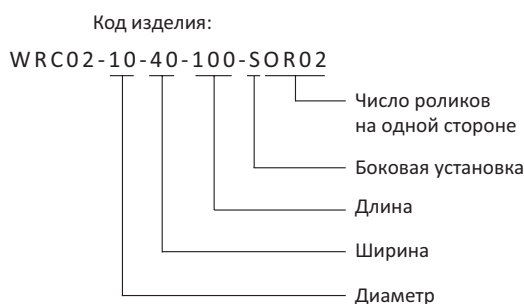 Код изделия:
WRC02-10-40-100-SOR02
Число роликов
на одной стороне
Боковая установка
Длина
Ширина
Диаметр